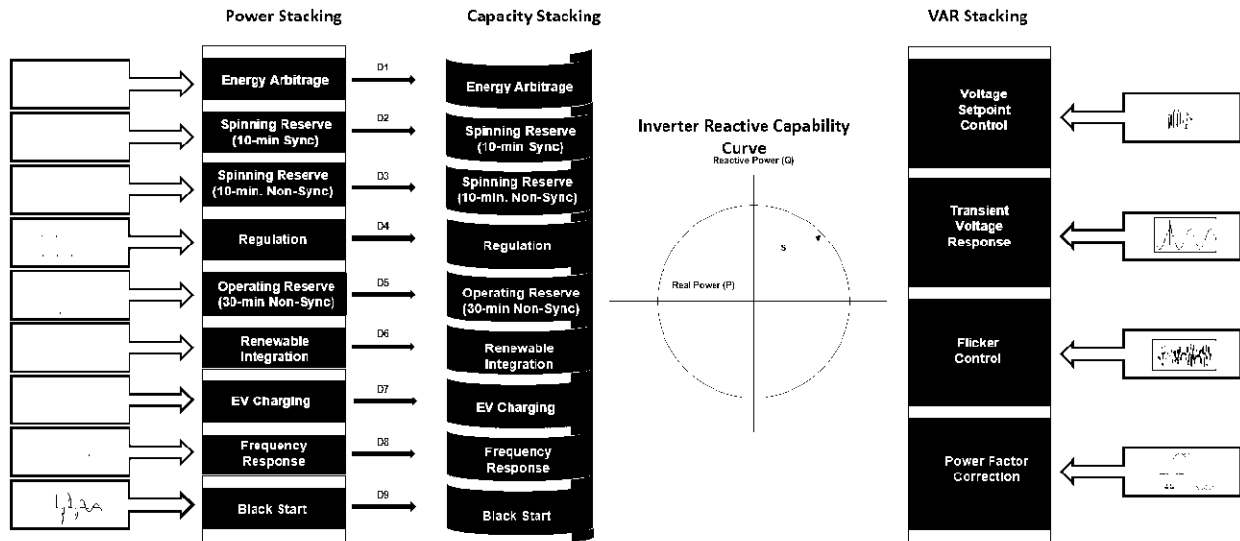 Power Stacking
Capacity Stacking
VAR Stacking
Energy Arbitrage
Spinning Reserve
(10-min Sync)
Spinning Reserve
(10-min. Non-Sync)
Regulation
Operating Reserve
(30-min Non-Sync)
Renewable
Integration
EV Charging
Frequency
Response
Black Start
D1
D2
D3
D4
D5
D6
D7
D8
D9
Energy Arbitrage
Spinning Reserve
(10-min Sync)
Spinning Reserve
(10-min. Non-Sync)
Regulation
Operating Reserve
(30-min Non-Sync)
Renewable
Integration
EV Charging
Frequency
Response
Black Start
Inverter Reactive Capability
Curve
Reactive Power (Q)
S
Real Power (P)
Voltage
Setpoint
Control
Transient
Voltage
Response
Flicker
Control
Power Factor
Correction